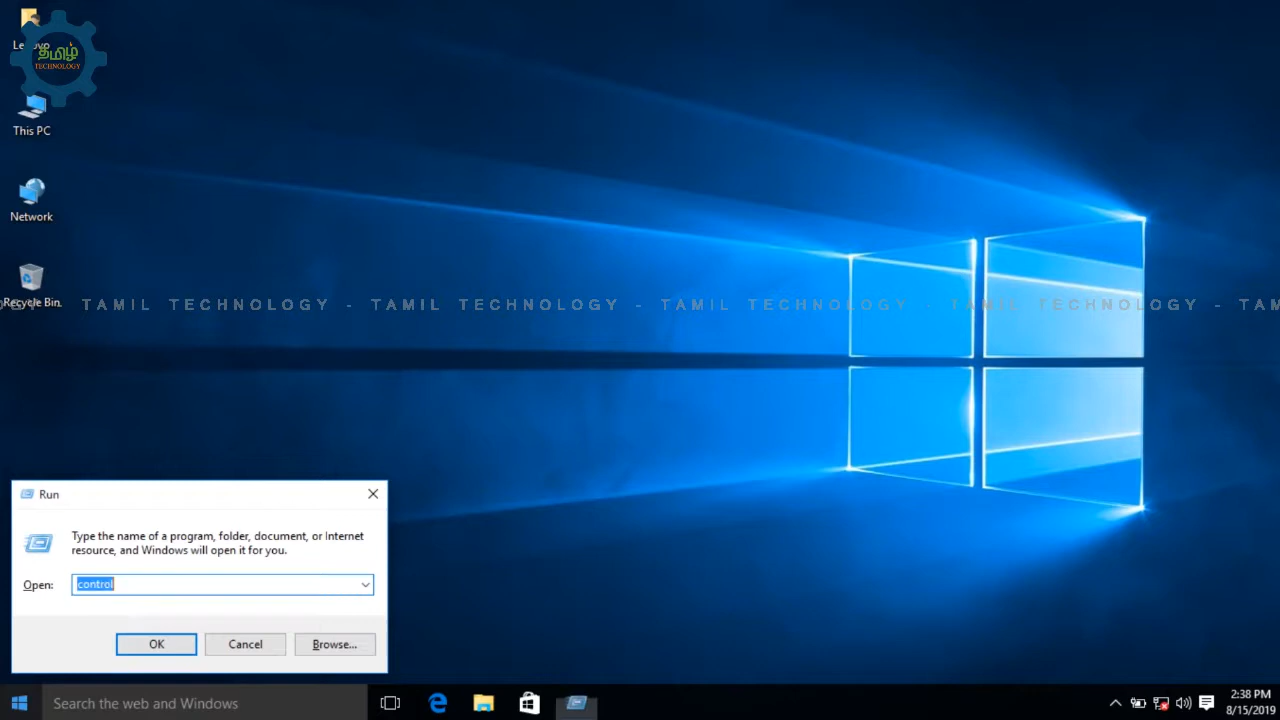 Lenovo
தமிழ்
TECHNOLOGY
This PC
Network
Recycle Bin
TAMIL TECHNOLOGY - TAMIL TECHNOLOGY - TAMIL TECHNOLOGY - TAMIL TECHNOLOGY - TAM
Run
Type the name of a program, folder, document, or Internet
resource, and Windows will open it for you.
Open:
control
OK
Cancel
Browse...
Search the web and Windows
2:38 PM
8/15/2019